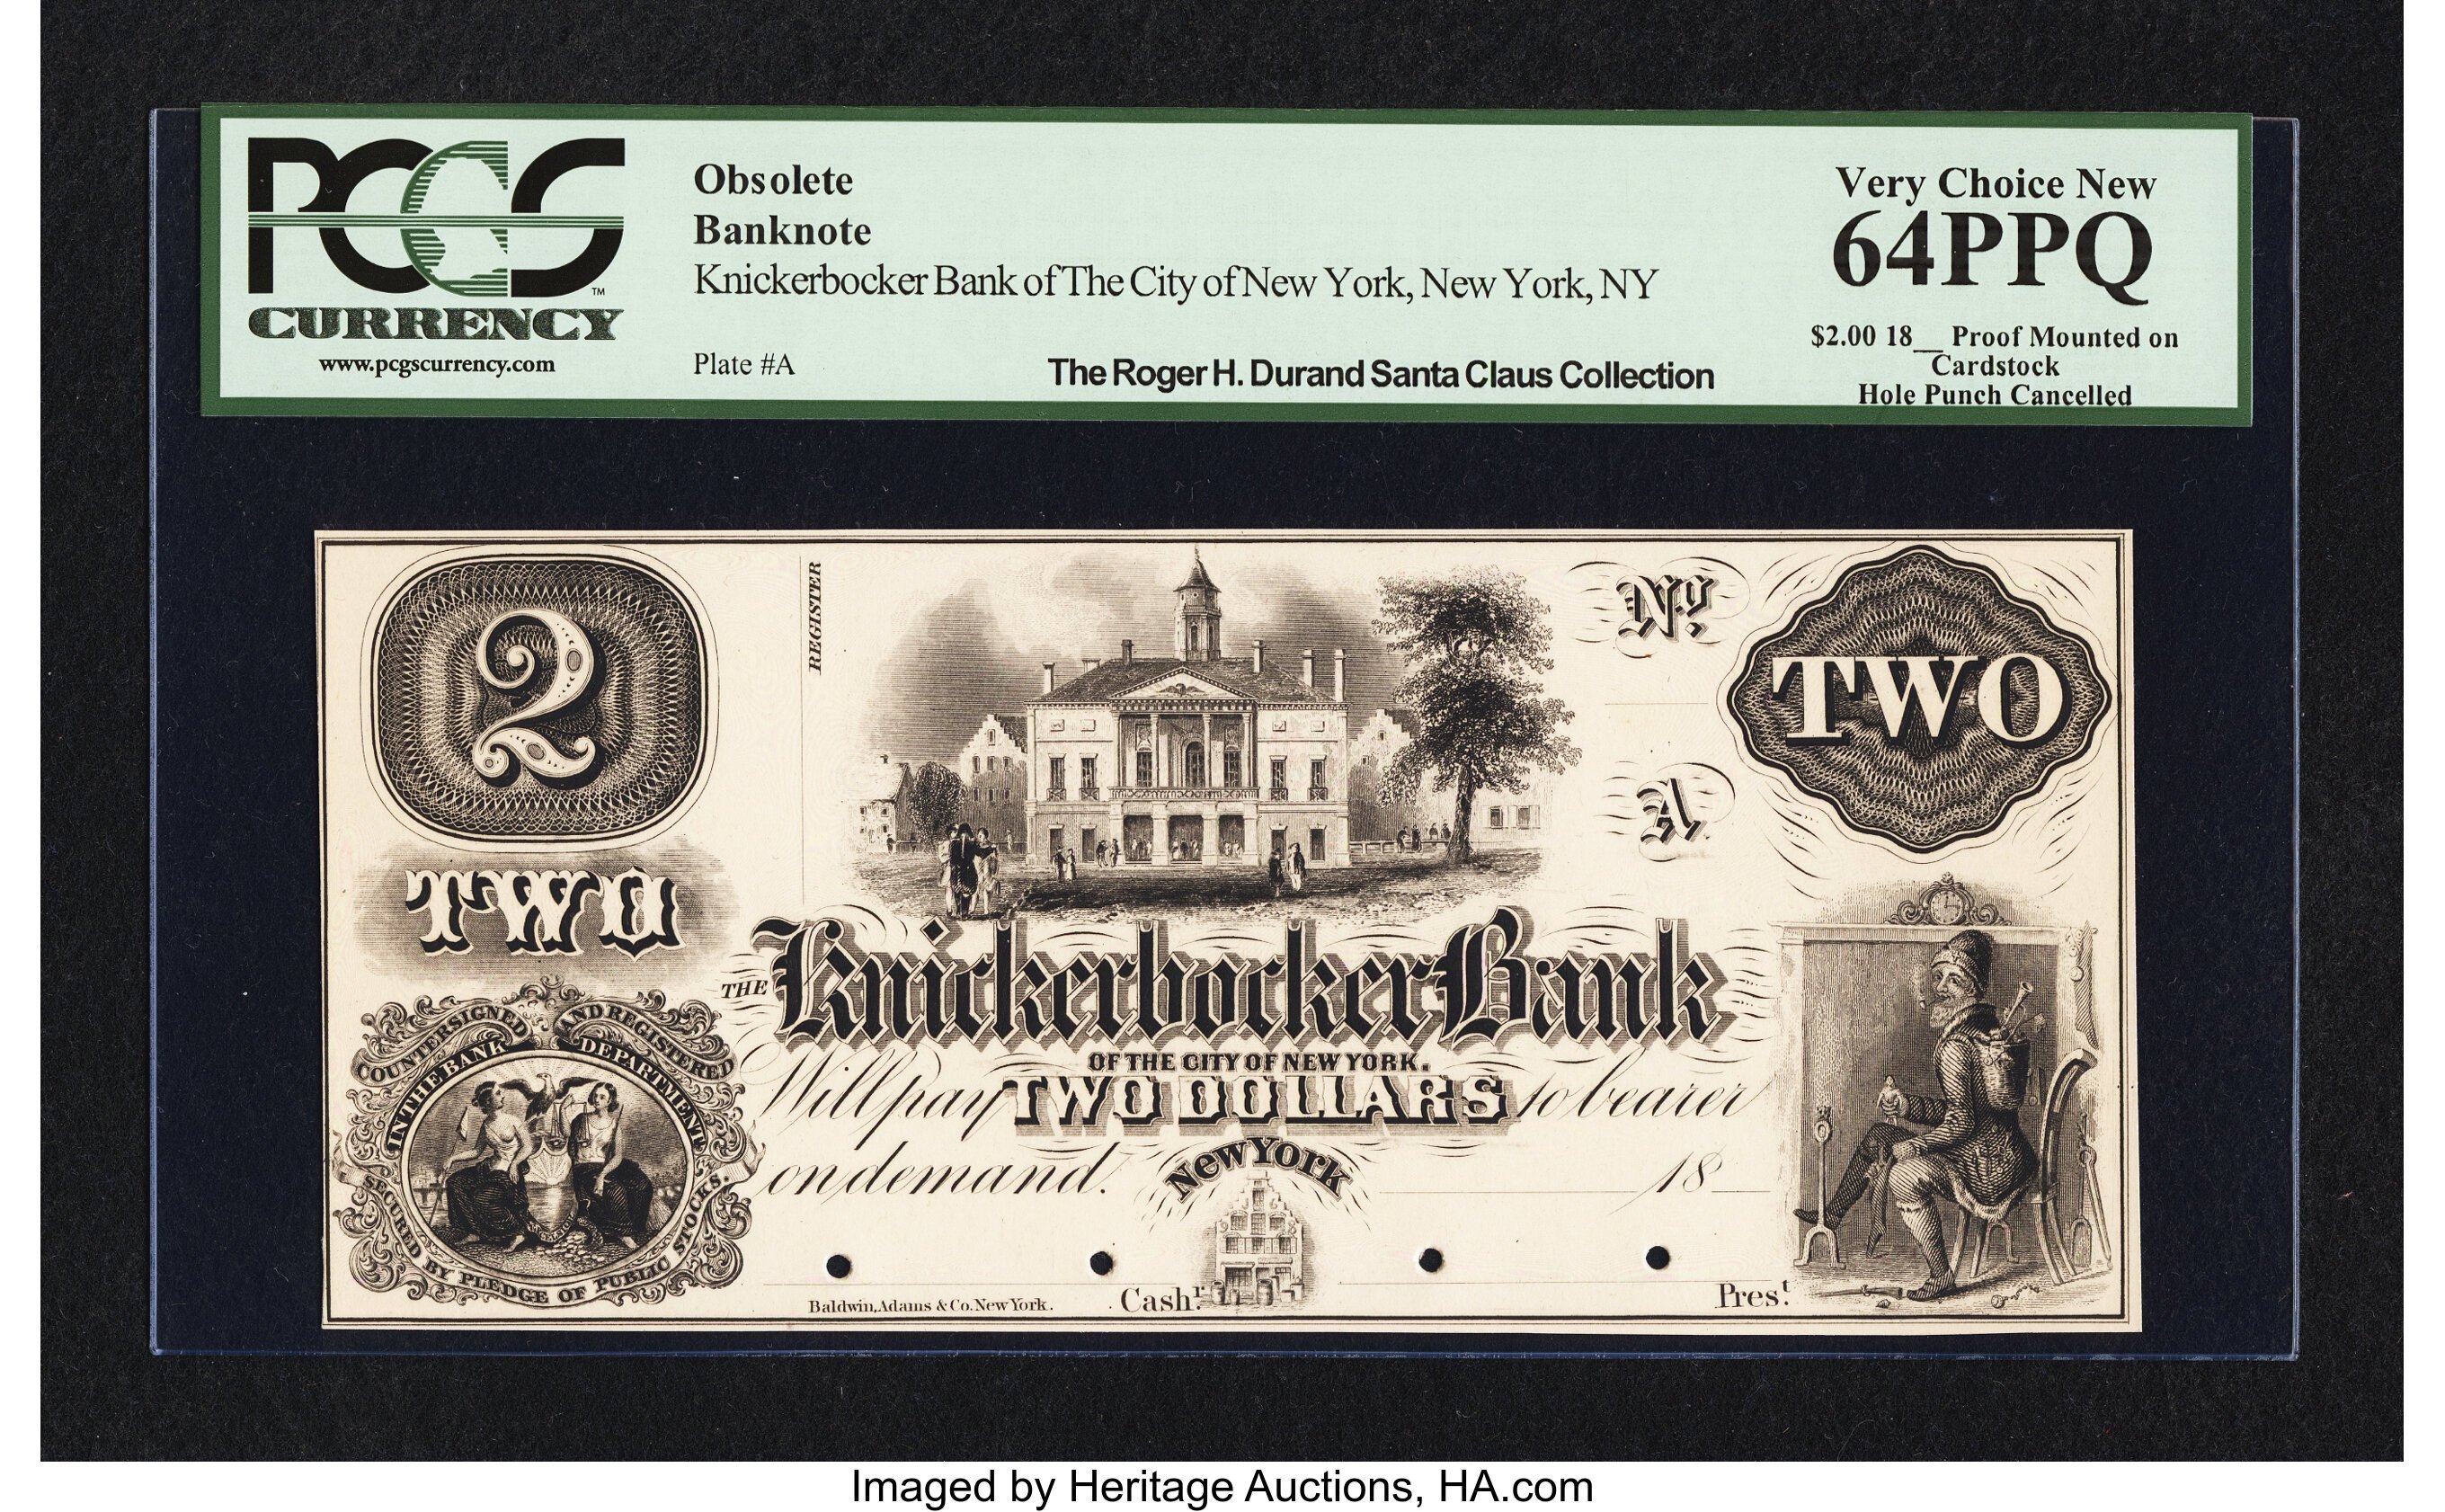 PCGS
CURRENCY
www.pcgscurrency.com
Obsolete
Banknote
Knickerbocker Bank of The City of New York, New York, NY
Plate #A
The Roger H. Durand Santa Claus Collection
Very Choice New
64PPQ
$2.00 18__ Proof Mounted on
Cardstock
Hole Punch Cancelled
2
REGISTER
No.
TWO
A
TWO
THE Knickerbocker Bank
OF THE CITY OF NEW YORK.
Will pay TWO DOLLARS to bearer
on demand. New York 18
COUNTERSIGNED AND REGISTERED
IN THE BANK DEPARTMENT.
SECURED BY PLEDGE OF PUBLIC STOCKS.
Baldwin, Adams & Co. New York.
Cashr.
Prest.
Imaged by Heritage Auctions, HA.com